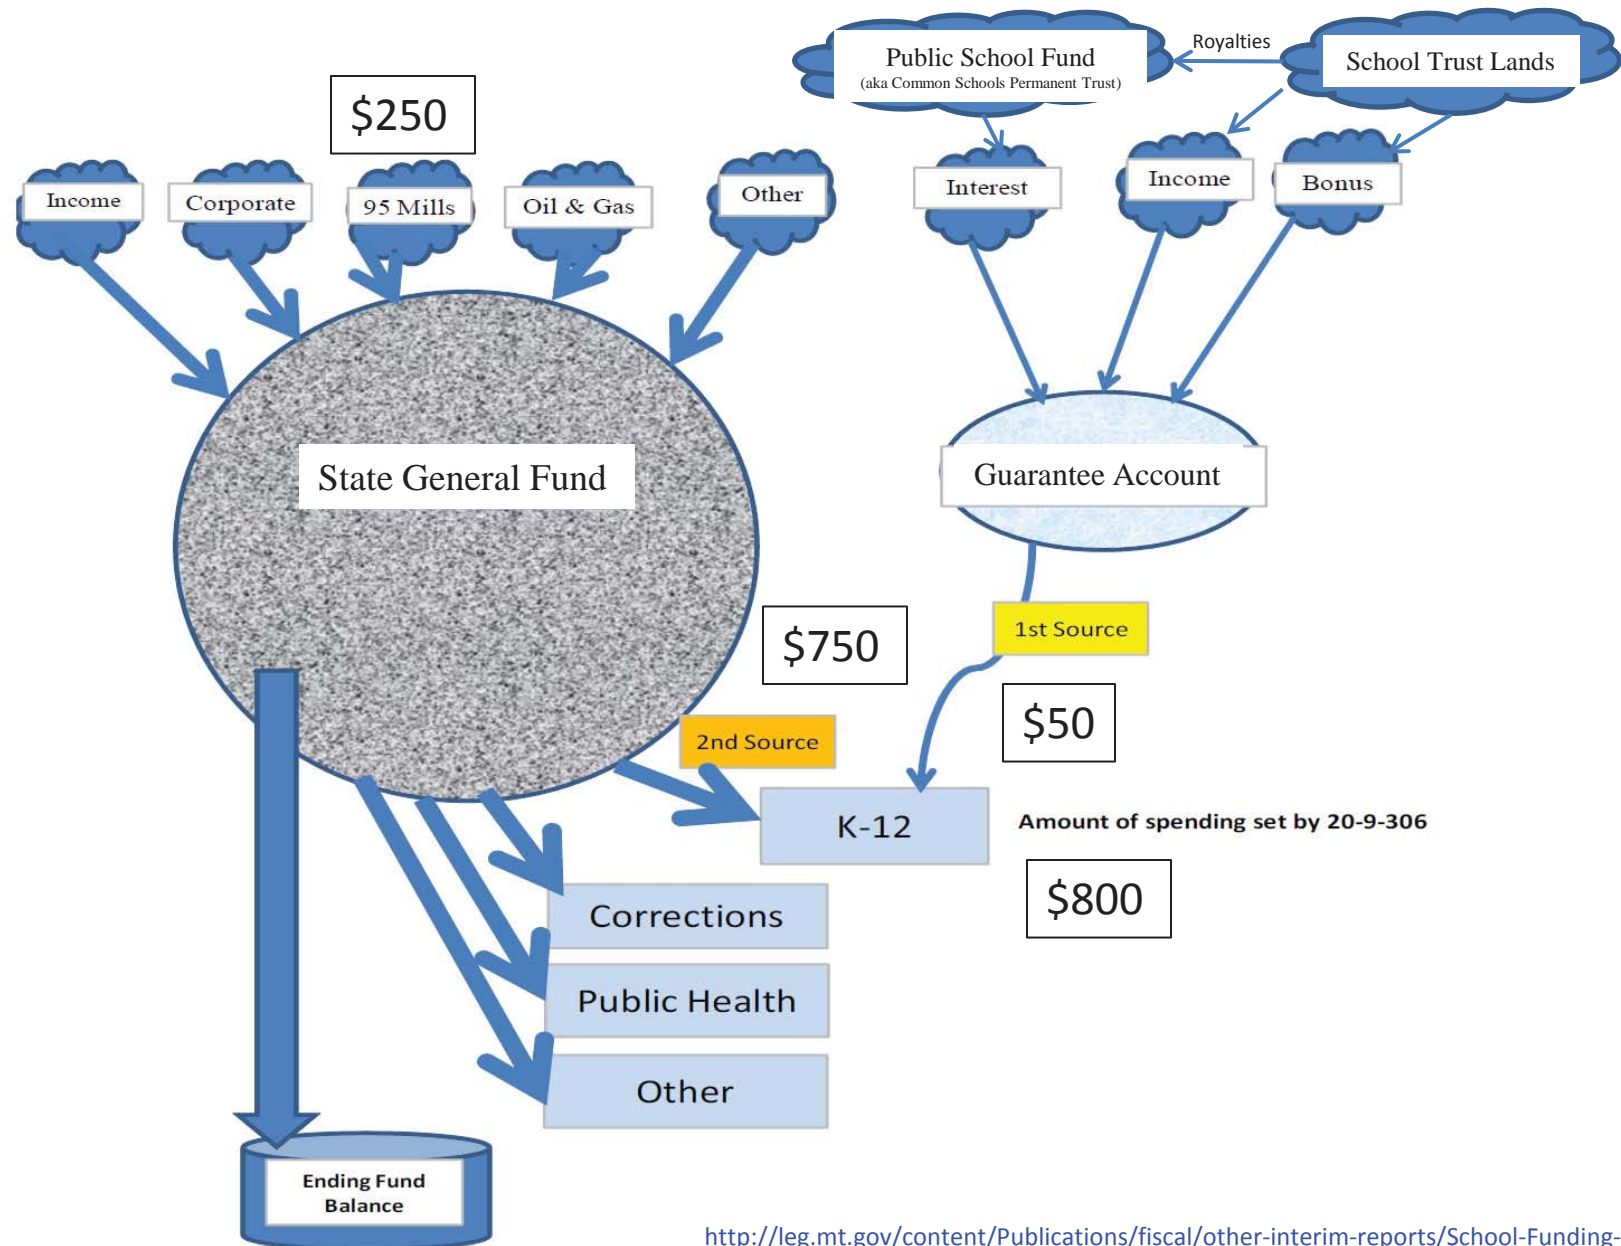 Public School Fund
(aka Common Schools Permanent Trust)
Royalties
School Trust Lands
$250
Income
Corporate
95 Mills
Oil & Gas
Other
Interest
Income
Bonus
State General Fund
Guarantee Account
1st Source
$750
$50
2nd Source
K-12
Amount of spending set by 20-9-306
$800
Corrections
Public Health
Other
Ending Fund
Balance
http://leg.mt.gov/content/Publications/fiscal/other-interim-reports/School-Funding-